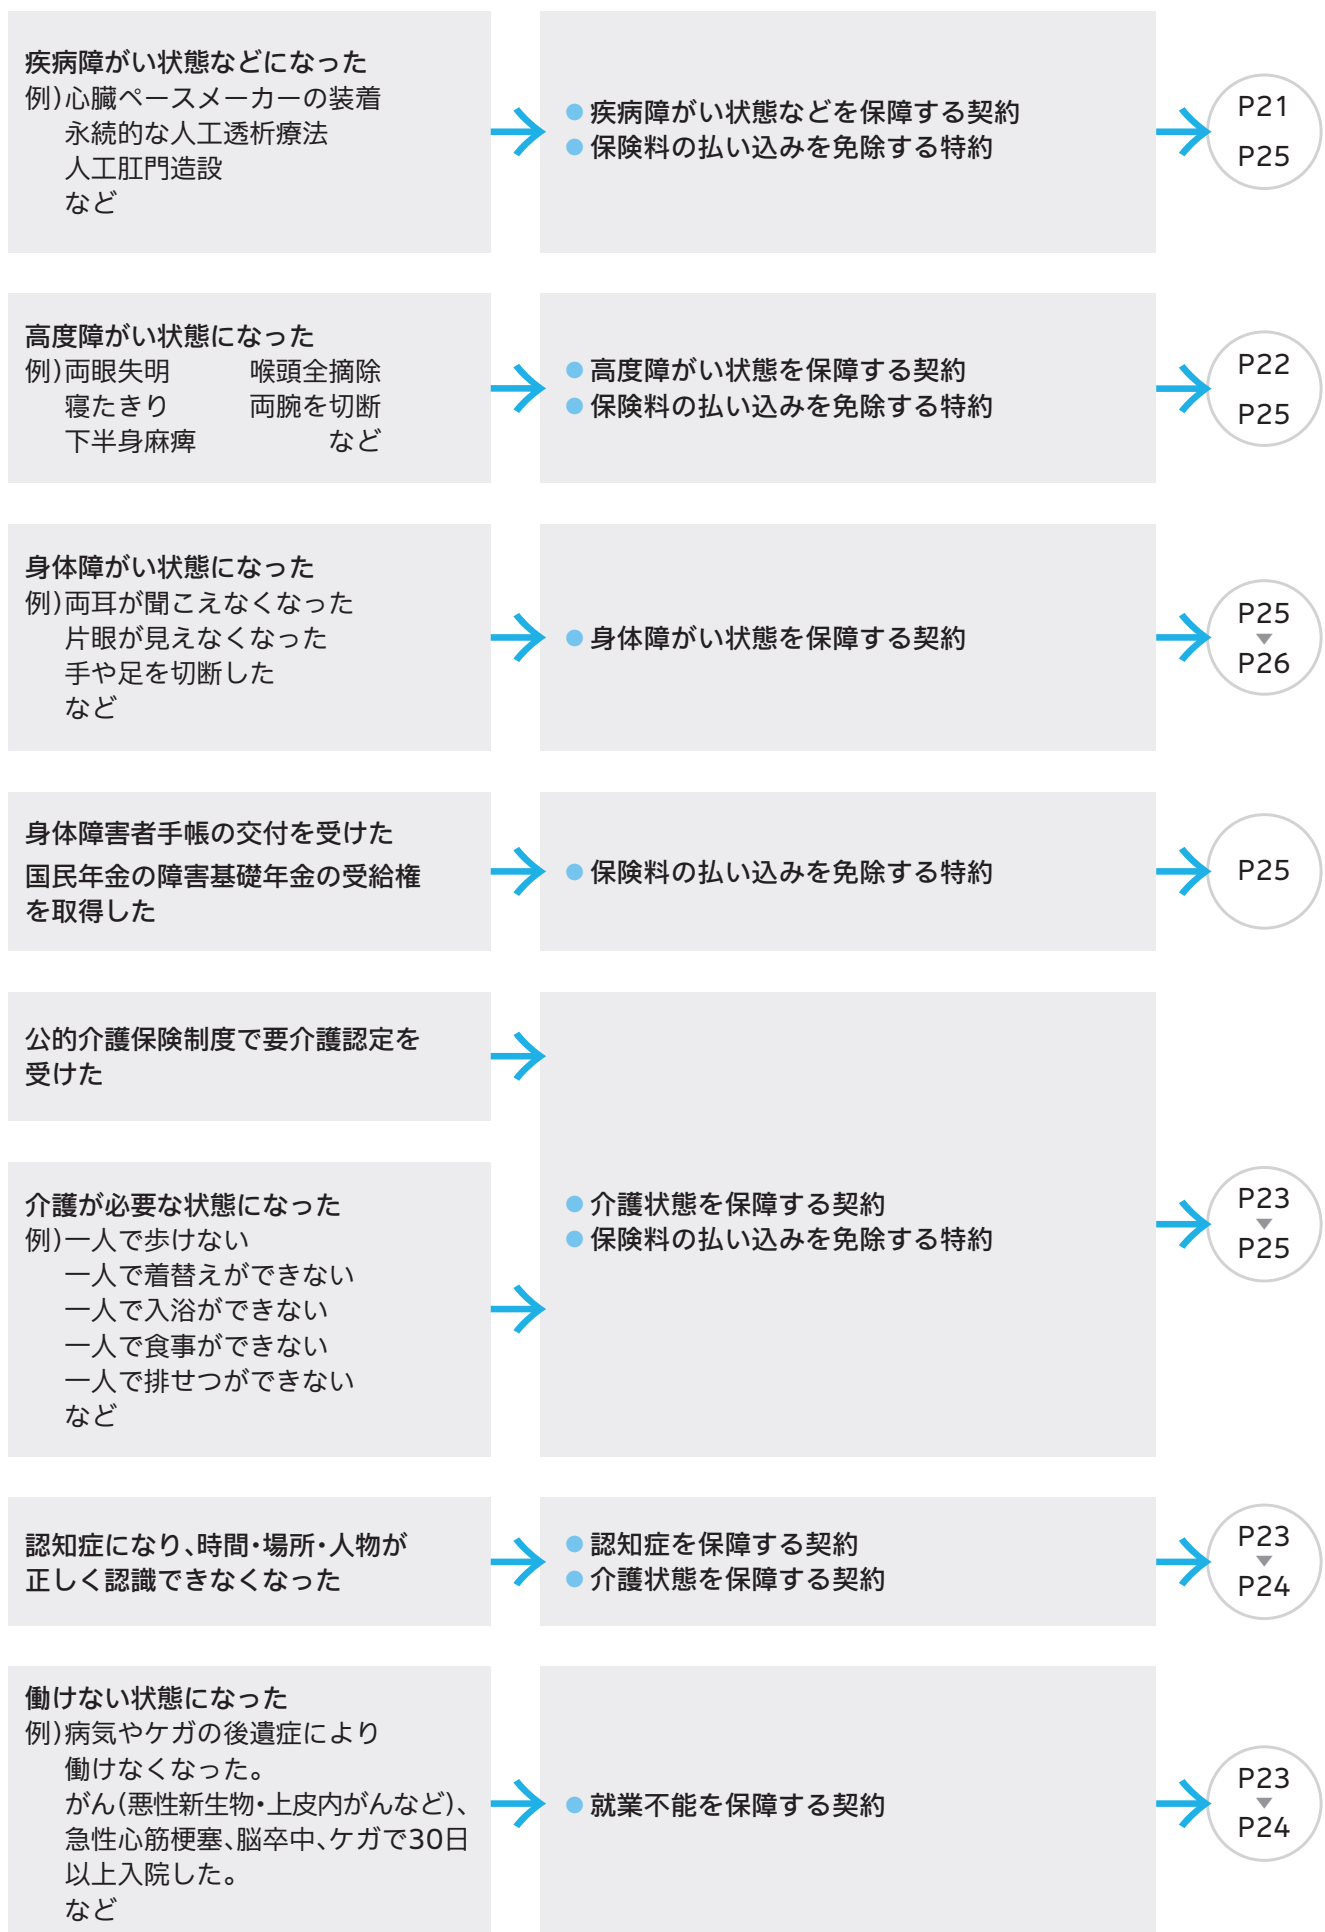 疾病障がい状態などになった
例)心臓ペースメーカーの装着
永続的な人工透析療法
人工肛門造設
など
● 疾病障がい状態などを保障する契約
● 保険料の払い込みを免除する特約
P21
P25
高度障がい状態になった
例)両眼失明 喉頭全摘除
寝たきり 両腕を切断
下半身麻痺 など
● 高度障がい状態を保障する契約
● 保険料の払い込みを免除する特約
P22
P25
身体障がい状態になった
例)両耳が聞こえなくなった
片眼が見えなくなった
手や足を切断した
など
● 身体障がい状態を保障する契約
P25
▼
P26
身体障害者手帳の交付を受けた
国民年金の障害基礎年金の受給権
を取得した
● 保険料の払い込みを免除する特約
P25
公的介護保険制度で要介護認定を
受けた
介護が必要な状態になった
例)一人で歩けない
一人で着替えができない
一人で入浴ができない
一人で食事ができない
一人で排せつができない
など
● 介護状態を保障する契約
● 保険料の払い込みを免除する特約
P23
▼
P25
認知症になり、時間・場所・人物が
正しく認識できなくなった
● 認知症を保障する契約
● 介護状態を保障する契約
P23
▼
P24
働けない状態になった
例)病気やケガの後遺症により
働けなくなった。
がん(悪性新生物・上皮内がんなど)、
急性心筋梗塞、脳卒中、ケガで30日
以上入院した。
など
● 就業不能を保障する契約
P23
▼
P24